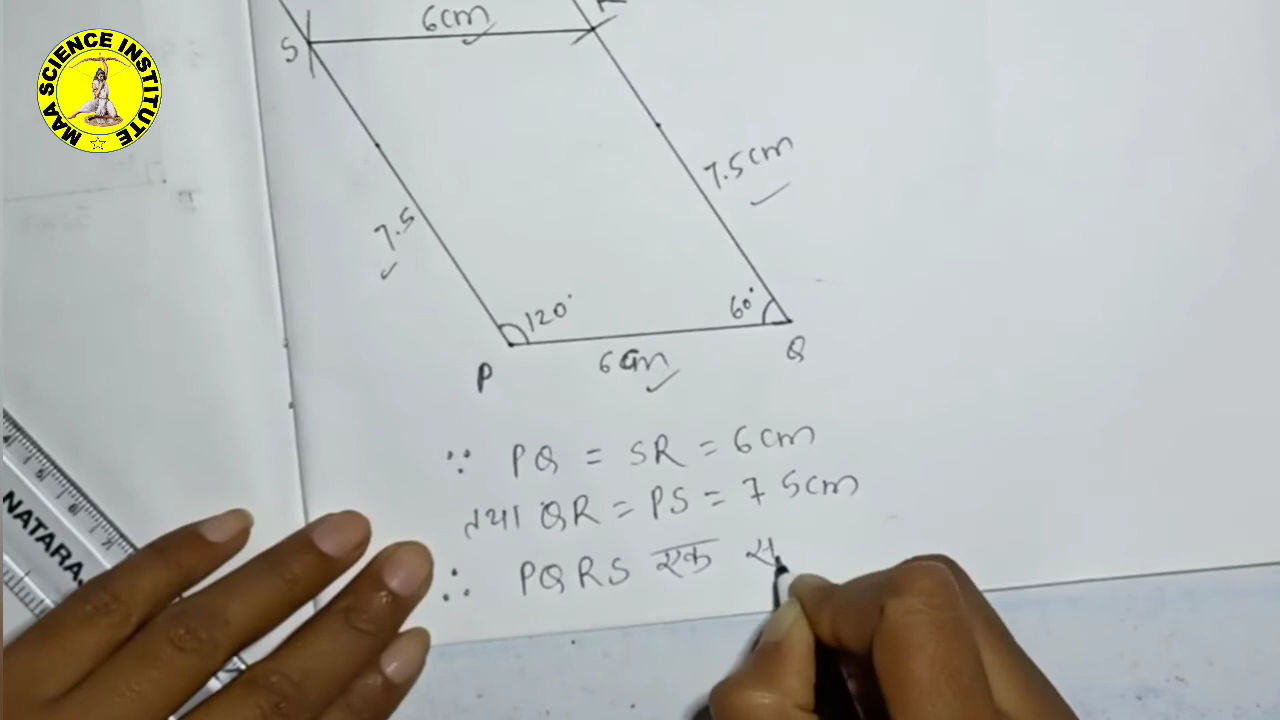 MAA SCIENCE INSTITUTE
6cm
S
7.5cm
7.5
120°
60°
P
6cm
Q
∵ PQ = SR = 6cm
तथा QR = PS = 7 5cm
∴ PQRS एक स
NATARAJ